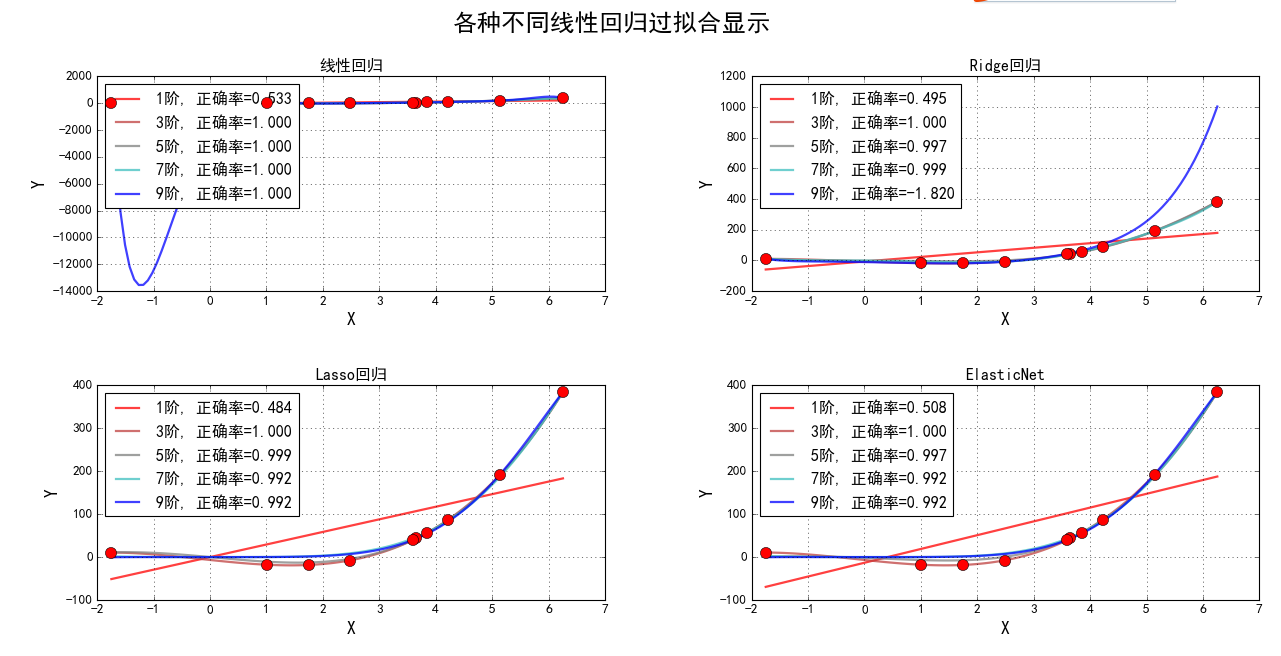 各种不同线性回归过拟合显示
线性回归
2000
0
−2000
−4000
−6000
−8000
−10000
−12000
−14000
Y
1阶, 正确率=0.533
3阶, 正确率=1.000
5阶, 正确率=1.000
7阶, 正确率=1.000
9阶, 正确率=1.000
−2 −1 0 1 2 3 4 5 6 7
X
Ridge回归
1200
1000
800
600
400
200
0
−200
Y
1阶, 正确率=0.495
3阶, 正确率=1.000
5阶, 正确率=0.997
7阶, 正确率=0.999
9阶, 正确率=-1.820
−2 −1 0 1 2 3 4 5 6 7
X
Lasso回归
400
300
200
100
0
−100
Y
1阶, 正确率=0.484
3阶, 正确率=1.000
5阶, 正确率=0.999
7阶, 正确率=0.992
9阶, 正确率=0.992
−2 −1 0 1 2 3 4 5 6 7
X
ElasticNet
400
300
200
100
0
−100
Y
1阶, 正确率=0.508
3阶, 正确率=1.000
5阶, 正确率=0.997
7阶, 正确率=0.992
9阶, 正确率=0.992
−2 −1 0 1 2 3 4 5 6 7
X